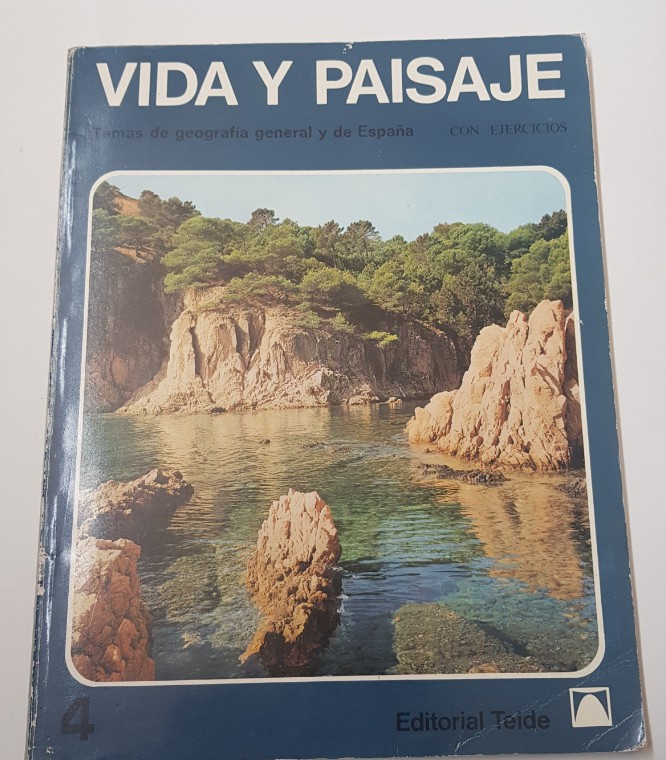 VIDA Y PAISAJE
Temas de geografía general y de España CON EJERCICIOS
4 Editorial Teide